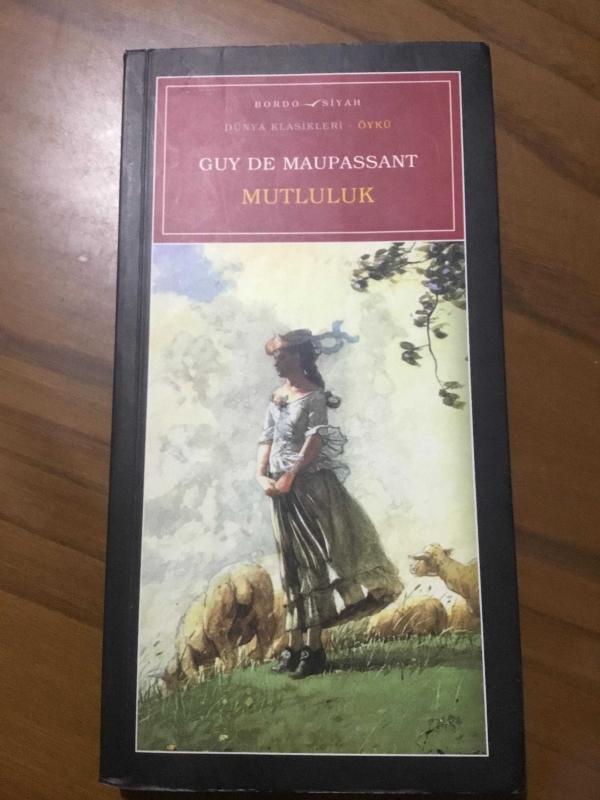 BORDO SİYAH
DÜNYA KLASİKLERİ - ÖYKÜ
GUY DE MAUPASSANT
MUTLULUK